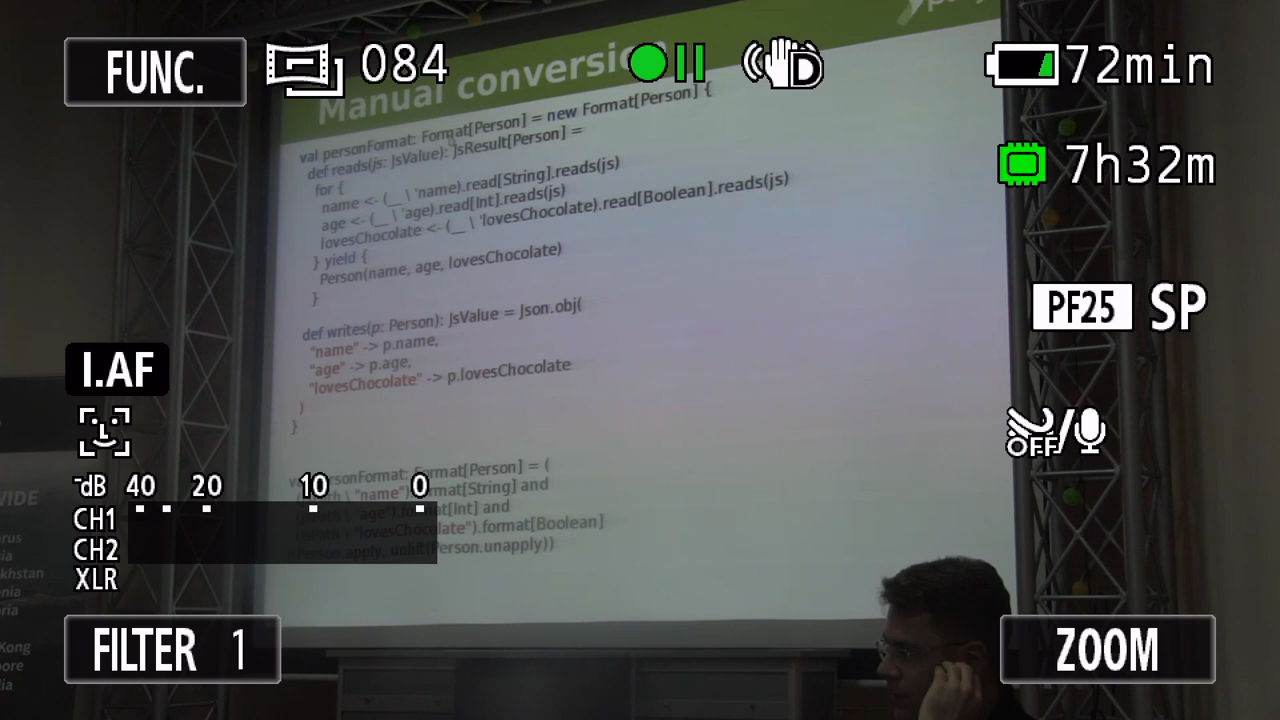 FUNC.
084
D
72min
7h32m
PF25 SP
I.AF
OFF
-dB 40 20 10 0
CH1
CH2
XLR
FILTER 1
ZOOM
Manual conversion
val personFormat: Format[Person] = new Format[Person] {
def reads(js: JsValue): JsResult[Person] =
for {
name <- (__ \ 'name).read[String].reads(js)
age <- (__ \ 'age).read[Int].reads(js)
lovesChocolate <- (__ \ 'lovesChocolate).read[Boolean].reads(js)
} yield {
Person(name, age, lovesChocolate)
}
def writes(p: Person): JsValue = Json.obj(
"name" -> p.name,
"age" -> p.age,
"lovesChocolate" -> p.lovesChocolate
)
}
personFormat: Format[Person] = (
\ "name").format[String] and
\ "age").format[Int] and
\ "lovesChocolate").format[Boolean]
(Person.apply, unlift(Person.unapply))
WIDE
Kong